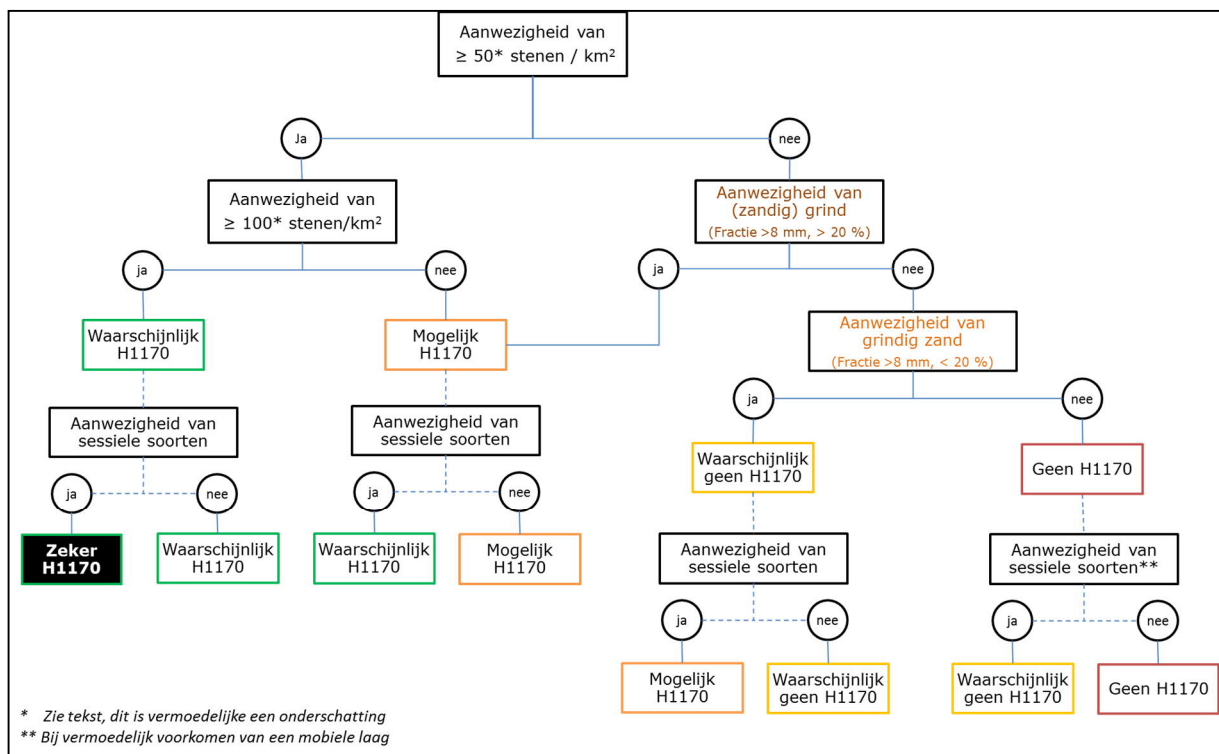 Aanwezigheid van
≥ 50* stenen / km²
Ja
nee
Aanwezigheid van
≥ 100* stenen/km²
Aanwezigheid van
(zandig) grind
(Fractie >8 mm, > 20 %)
ja
nee
ja
nee
Waarschijnlijk
H1170
Mogelijk
H1170
Aanwezigheid van
grindig zand
(Fractie >8 mm, < 20 %)
Aanwezigheid van
sessiele soorten
Aanwezigheid van
sessiele soorten
ja
nee
Waarschijnlijk
geen H1170
Geen H1170
ja
nee
ja
nee
Zeker
H1170
Waarschijnlijk
H1170
Waarschijnlijk
H1170
Mogelijk
H1170
Aanwezigheid van
sessiele soorten
Aanwezigheid van
sessiele soorten**
ja
nee
ja
nee
Mogelijk
H1170
Waarschijnlijk
geen H1170
Waarschijnlijk
geen H1170
Geen H1170
* Zie tekst, dit is vermoedelijke een onderschatting
** Bij vermoedelijk voorkomen van een mobiele laag